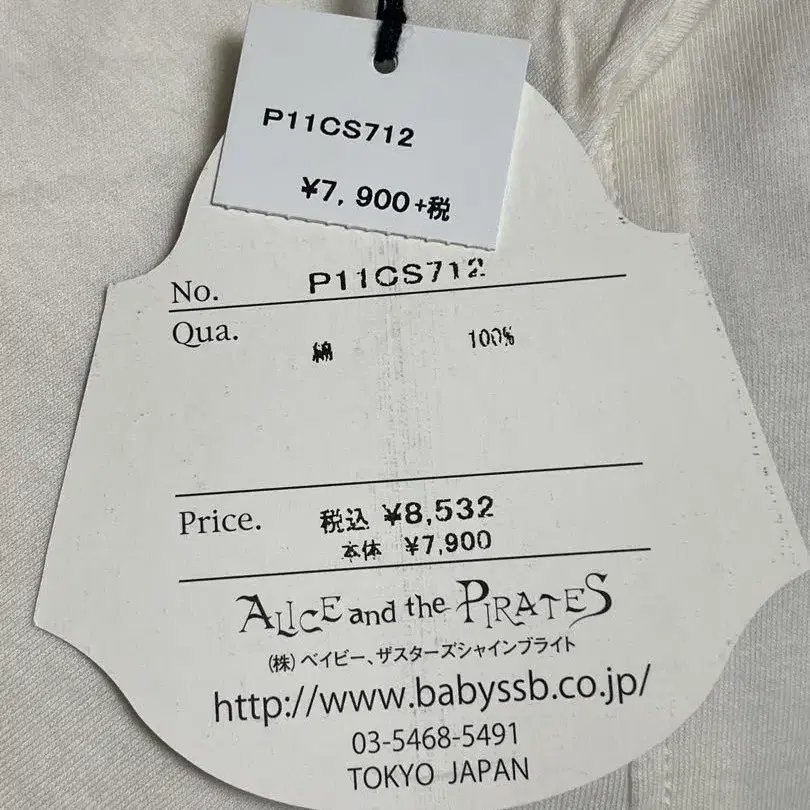 P11CS712
¥7,900+税
No. P11CS712
Qua. 綿 100%
Price. 税込 ¥8,532
本体 ¥7,900
ALICE and the PIRATES
(株)ベイビー、ザスターズシャインブライト
http://www.babyssb.co.jp/
03-5468-5491
TOKYO JAPAN